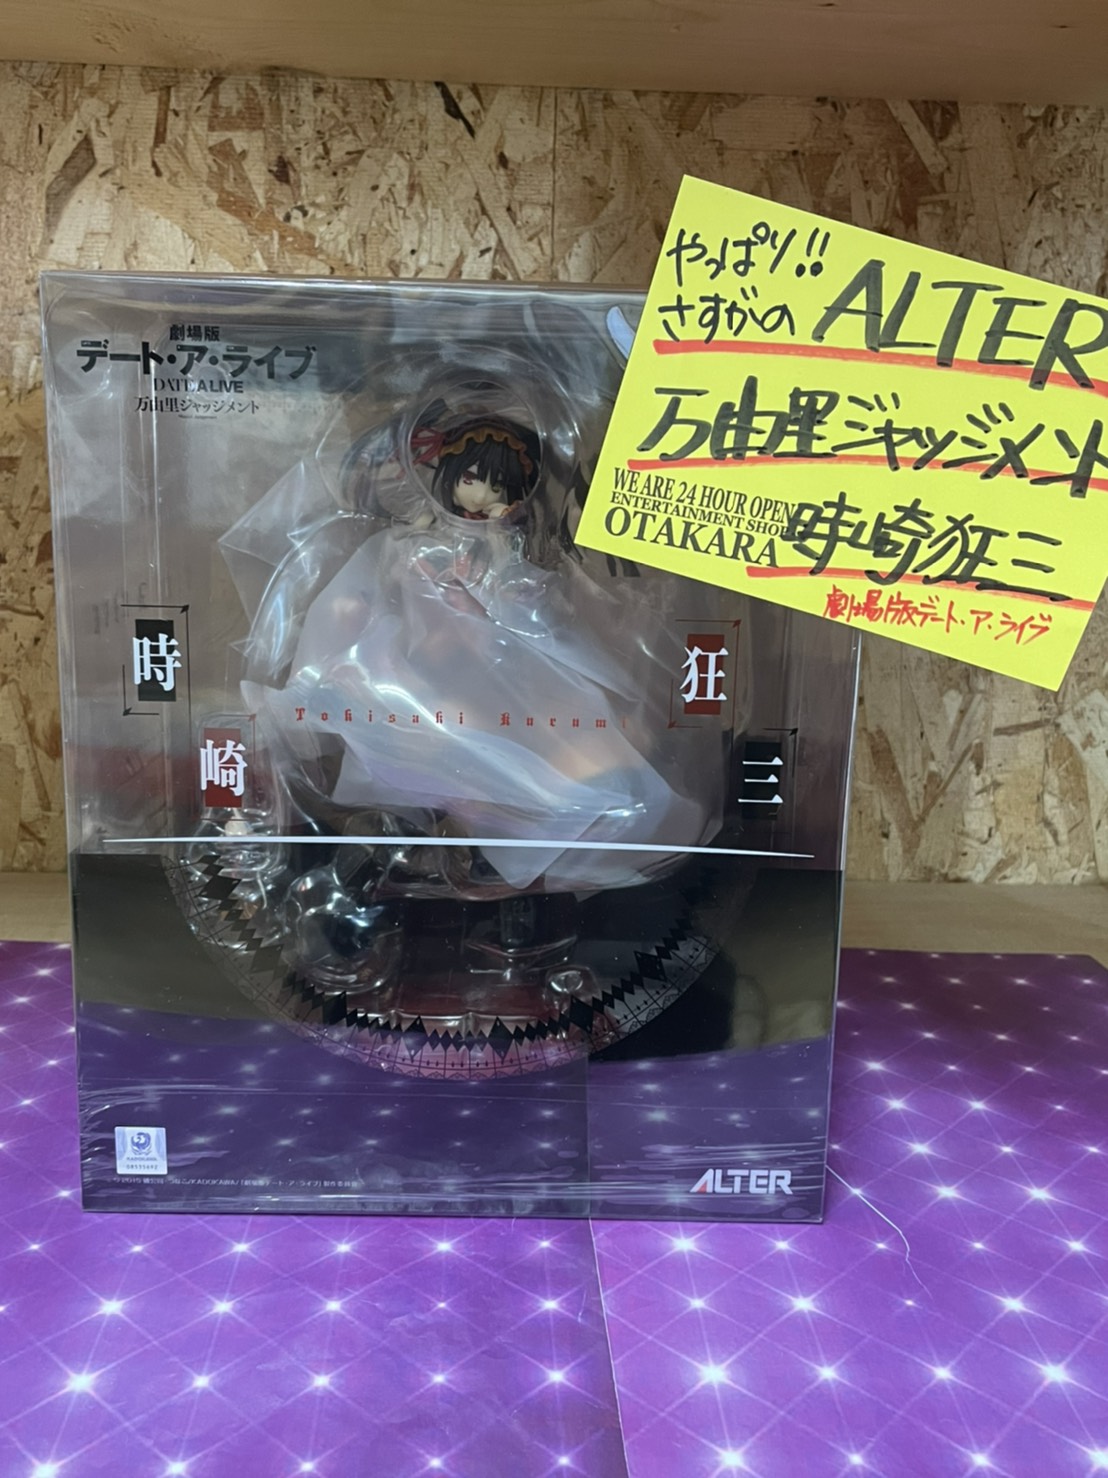 やっぱり!!
さすがの ALTER
万由里ジャッジメント
WE ARE 24 HOUR OPEN
ENTERTAINMENT SHOP
OTAKARA
時崎狂三
劇場版デート・ア・ライブ
劇場版
デート・ア・ライブ
DATE A LIVE
万由里ジャッジメント
時
崎
Tokisaki Kurumi
狂
三
KADOKAWA
ALTER